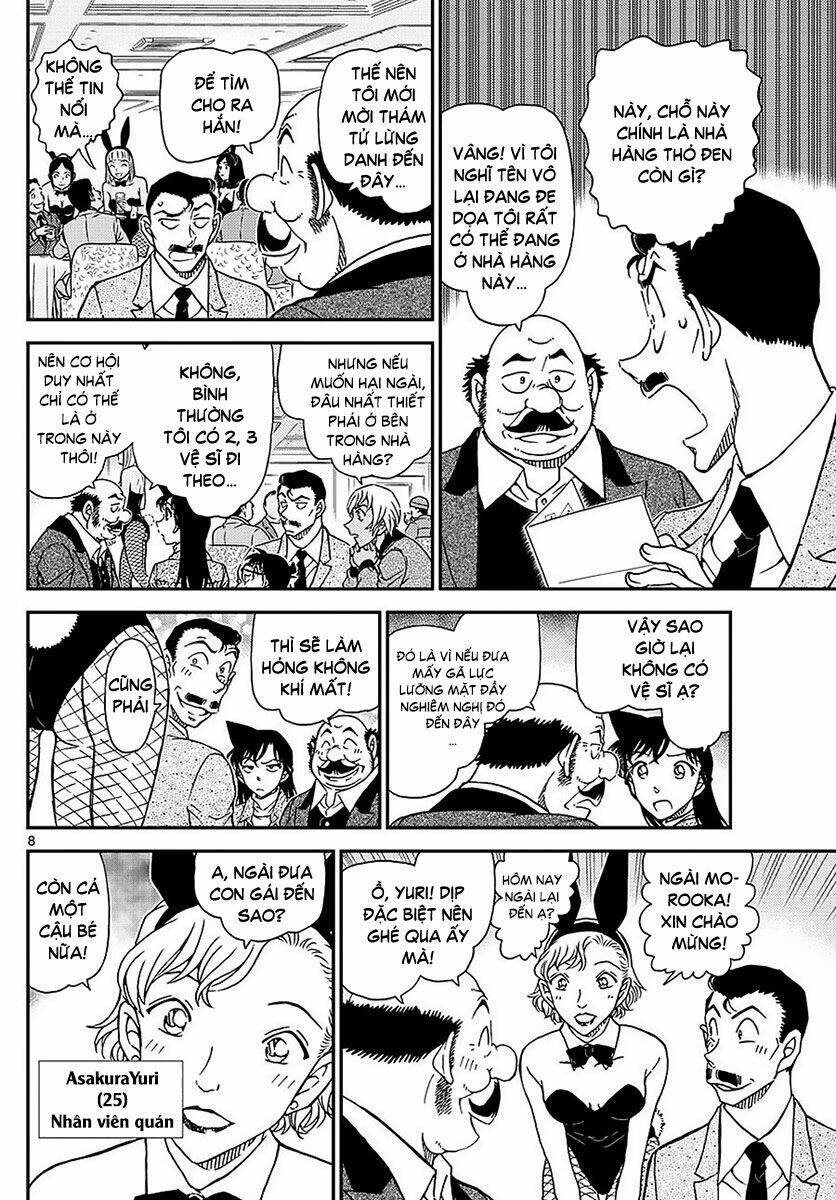 NÀY, CHỖ NÀY
CHÍNH LÀ NHÀ
HÀNG THỎ ĐEN
CÒN GÌ?
VÂNG! VÌ TÔI
NGHĨ TÊN VÔ
LẠI ĐANG ĐE
DỌA TÔI RẤT
CÓ THỂ ĐANG
Ở NHÀ HÀNG
NÀY...
THẾ NÊN
TÔI MỚI
MỜI THÁM
TỬ LỪNG
DANH ĐẾN
ĐÂY...
ĐỂ TÌM
CHO RA
HẮN!
KHÔNG
THỂ TIN
NỔI
MÀ...
NHƯNG NẾU
MUỐN HẠI NGÀI,
ĐÂU NHẤT THIẾT
PHẢI Ở BÊN
TRONG NHÀ
HÀNG?
KHÔNG,
BÌNH
THƯỜNG
TÔI CÓ 2, 3
VỆ SĨ ĐI
THEO...
NÊN CƠ HỘI
DUY NHẤT
CHỈ CÓ THỂ
LÀ Ở
TRONG NÀY
THÔI!
VẬY SAO
GIỜ LẠI
KHÔNG CÓ
VỆ SĨ Ạ?
ĐÓ LÀ VÌ NẾU ĐƯA
MẤY GÃ LỰC
LƯỠNG MẶT ĐẦY
NGHIÊM NGHỊ ĐÓ
ĐẾN ĐÂY
...
THÌ SẼ LÀM
HỎNG KHÔNG
KHÍ MẤT!
CŨNG
PHẢI
8
NGÀI MO-
ROOKA!
XIN CHÀO
MỪNG!
HÔM NAY
NGÀI LẠI
ĐẾN Ạ?
Ồ, YURI! DỊP
ĐẶC BIỆT NÊN
GHÉ QUA ẤY
MÀ!
A, NGÀI ĐƯA
CON GÁI ĐẾN
SAO?
CÒN CẢ
MỘT
CẬU BÉ
NỮA!
AsakuraYuri
(25)
Nhân viên quán